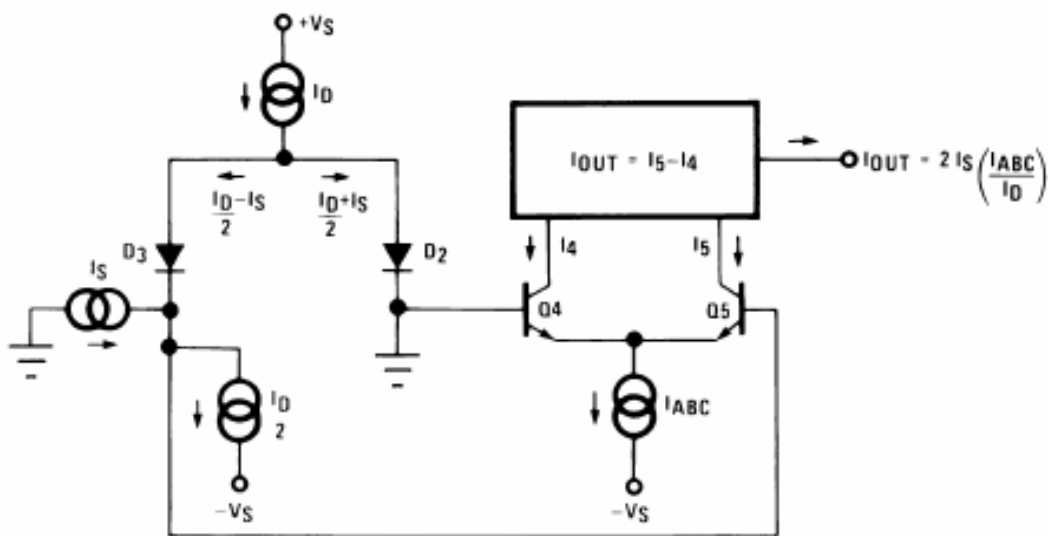 +VS
ID
IOUT = I5-I4
IOUT = 2 IS (IABC/ID)
ID/2-IS
ID/2+IS
I4
I5
D3
D2
IS
Q4
Q5
ID/2
IABC
-VS
-VS